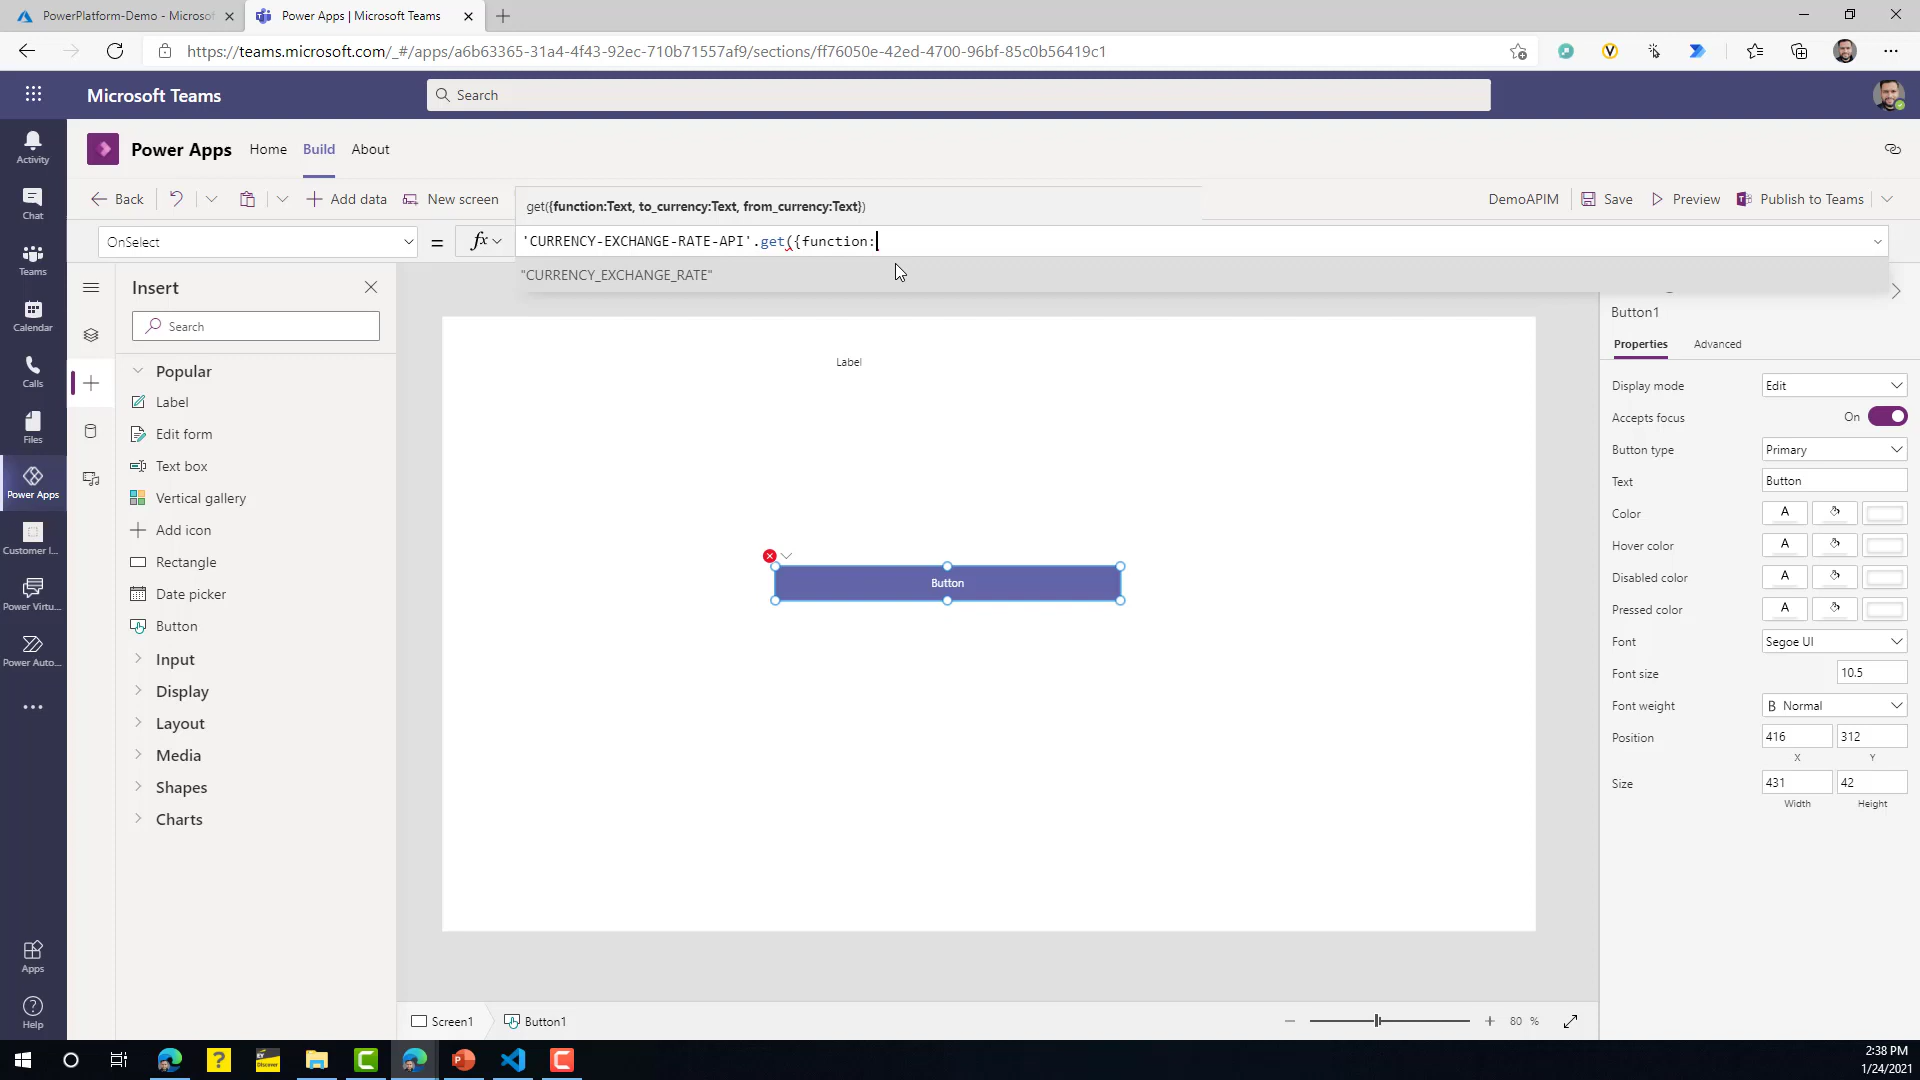 PowerPlatform-Demo - Microsof
Power Apps | Microsoft Teams
https://teams.microsoft.com/_#/apps/a6b63365-31a4-4f43-92ec-710b71557af9/sections/ff76050e-42ed-4700-96bf-85c0b56419c1
Microsoft Teams
Search
Activity
Chat
Teams
Calendar
Calls
Files
Power Apps
Customer I...
Power Virtu...
Power Auto...
Apps
Help
Power Apps
Home
Build
About
Back
Add data
New screen
DemoAPIM
Save
Preview
Publish to Teams
get({function:Text, to_currency:Text, from_currency:Text})
OnSelect
=
fx
'CURRENCY-EXCHANGE-RATE-API'.get({function:
"CURRENCY_EXCHANGE_RATE"
Insert
Search
Popular
Label
Edit form
Text box
Vertical gallery
Add icon
Rectangle
Date picker
Button
Input
Display
Layout
Media
Shapes
Charts
Label
Button
Screen1
Button1
80 %
Button1
Properties
Advanced
Display mode
Edit
Accepts focus
On
Button type
Primary
Text
Button
Color
A
Hover color
A
Disabled color
A
Pressed color
A
Font
Segoe UI
Font size
10.5
Font weight
B Normal
Position
416
312
X
Y
Size
431
42
Width
Height
2:38 PM
1/24/2021